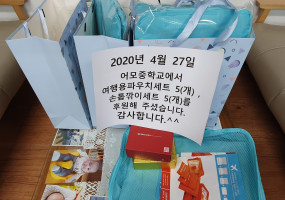 2020년 4월 27일
어모중학교에서
여행용파우치세트 5(개) ,
손톱깎이세트 5(개)를
후원해 주셨습니다.
감사합니다.^^